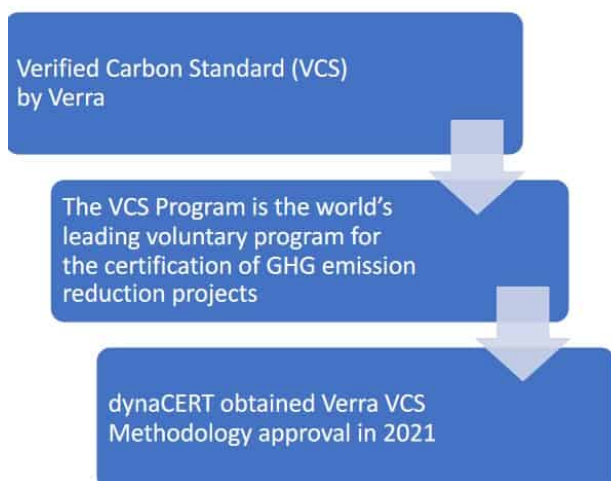 Verified Carbon Standard (VCS)
by Verra
The VCS Program is the world's
leading voluntary program for
the certification of GHG emission
reduction projects
dynaCERT obtained Verra VCS
Methodology approval in 2021